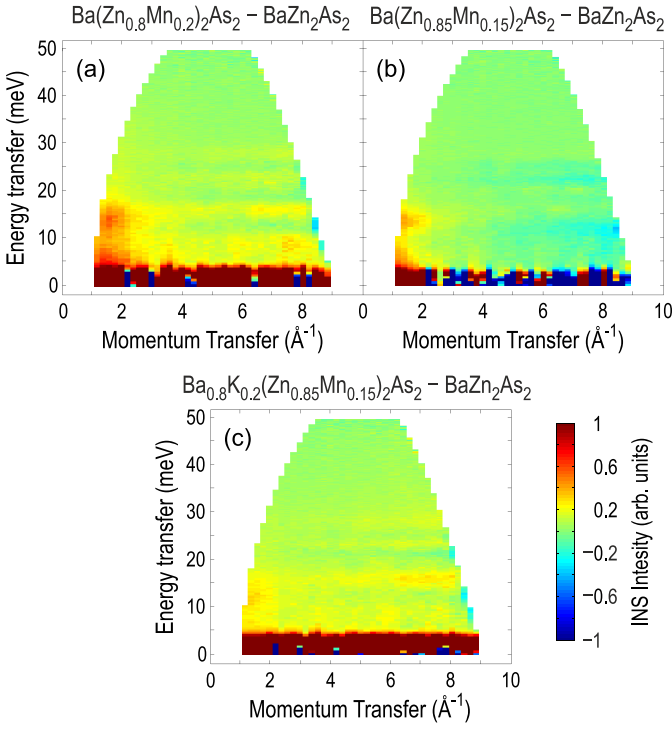 Ba(Zn0.8Mn0.2)2As2 − BaZn2As2
Ba(Zn0.85Mn0.15)2As2 − BaZn2As2
(a)
(b)
Energy transfer (meV)
50
40
30
20
10
0
0 2 4 6 8
0 2 4 6 8 10
Momentum Transfer (Å-1)
Momentum Transfer (Å-1)
Ba0.8K0.2(Zn0.85Mn0.15)2As2 − BaZn2As2
(c)
Energy transfer (meV)
50
40
30
20
10
0
0 2 4 6 8 10
Momentum Transfer (Å-1)
1
0.6
0.2
−0.2
−0.6
−1
INS Intesity (arb. units)